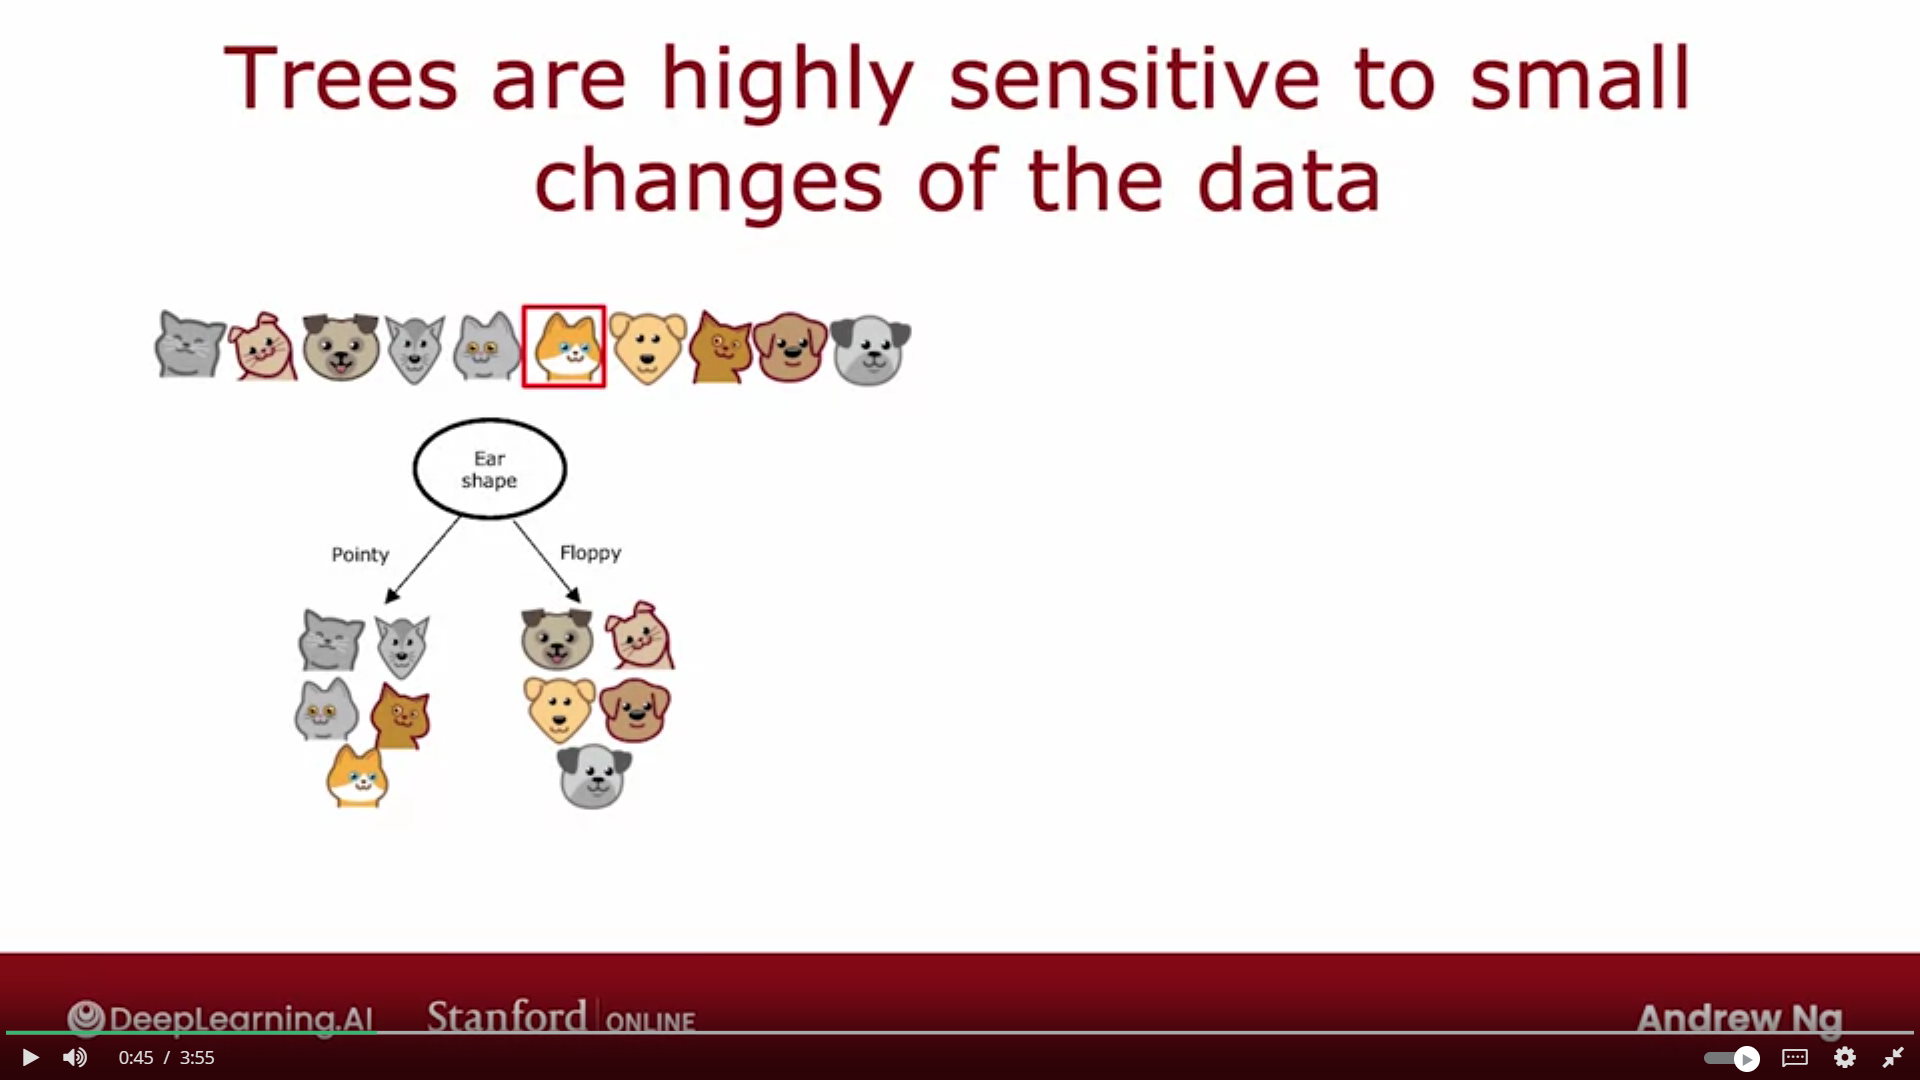 Trees are highly sensitive to small
changes of the data
Ear
shape
Pointy
Floppy
DeepLearning.AI
Stanford ONLINE
Andrew Ng
0:45 / 3:55